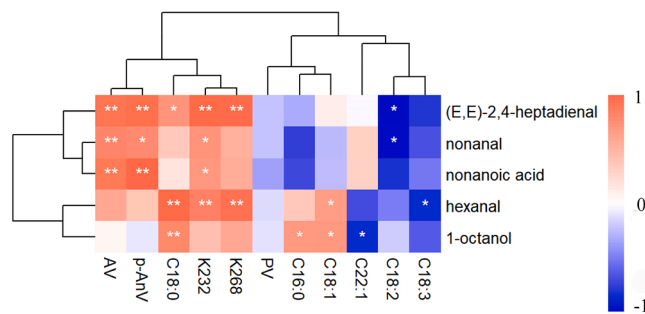 1
** ** * ** ** * (E,E)-2,4-heptadienal
** * * * nonanal
** ** * nonanoic acid
0
** ** ** * * hexanal
** * * * 1-octanol
AV p-AnV C18:0 K232 K268 PV C16:0 C18:1 C22:1 C18:2 C18:3
-1